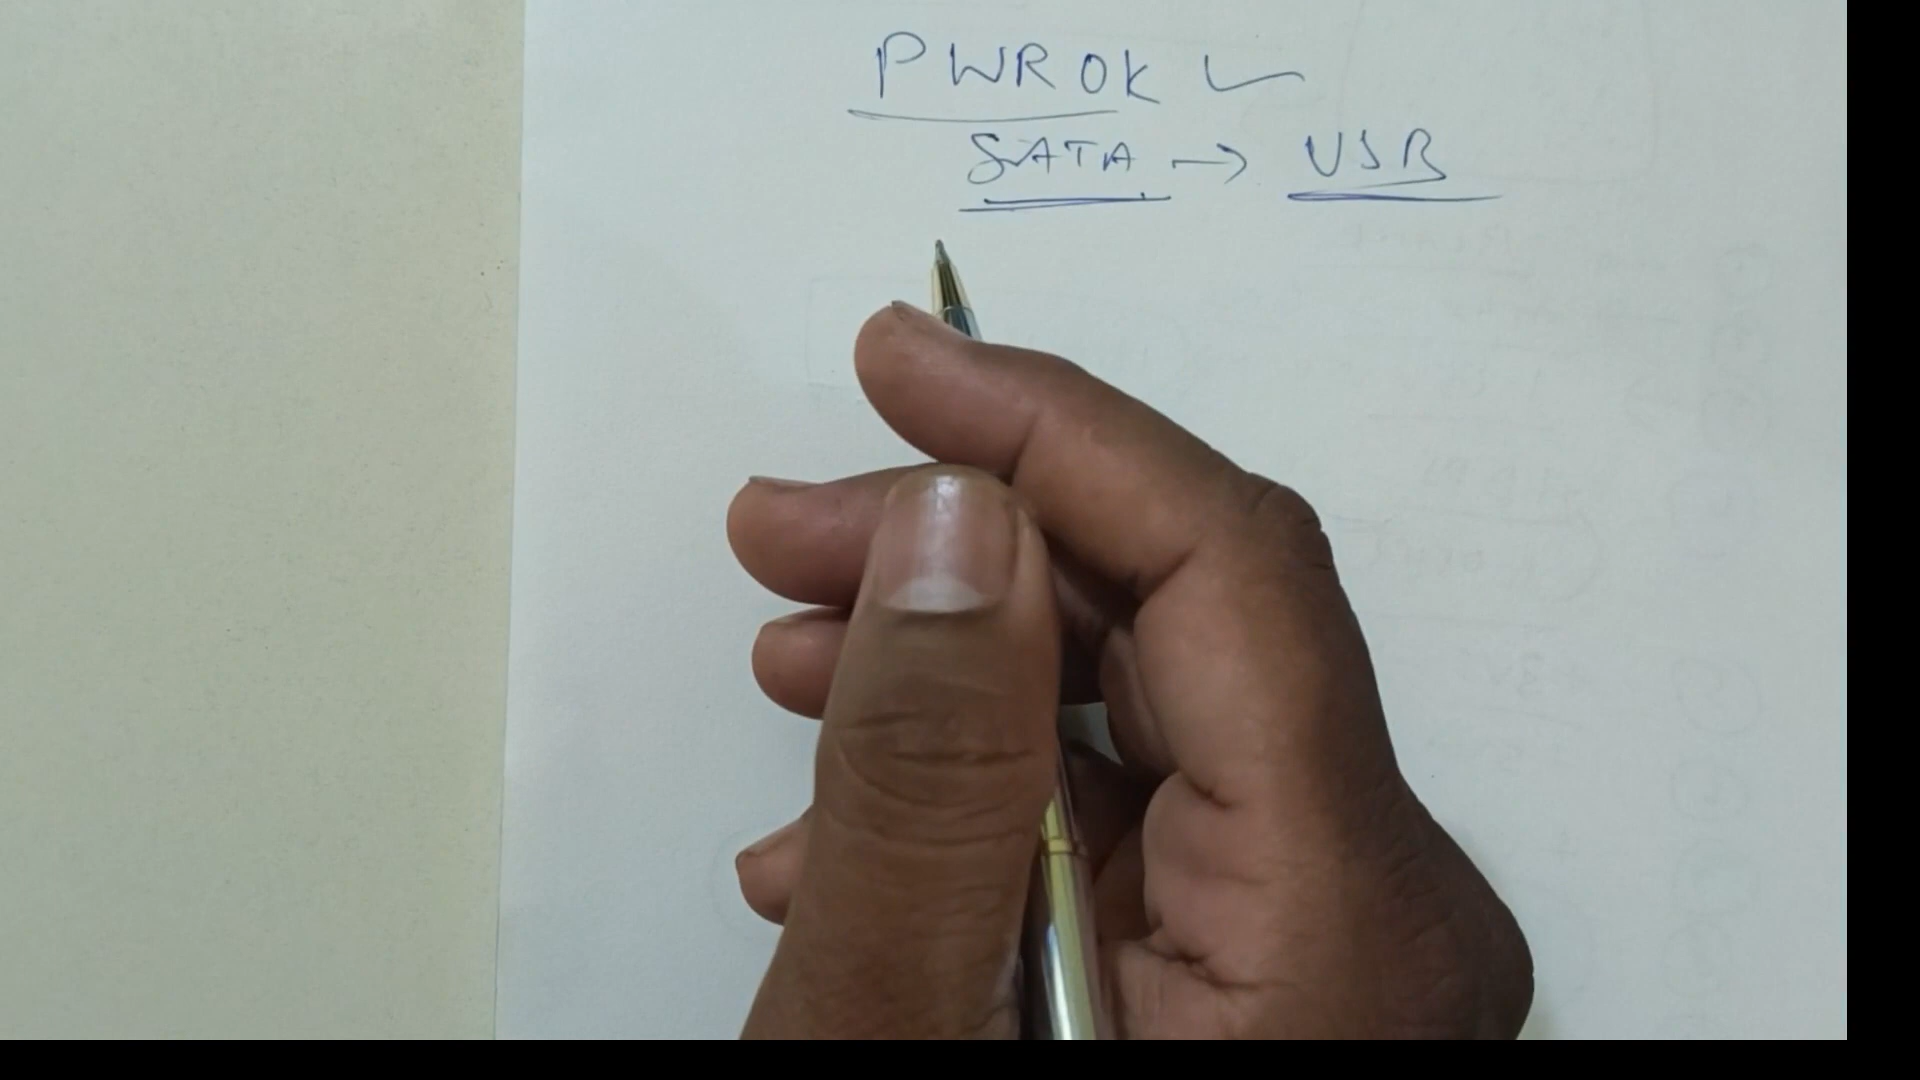 PWROK ✓
SATA → USB